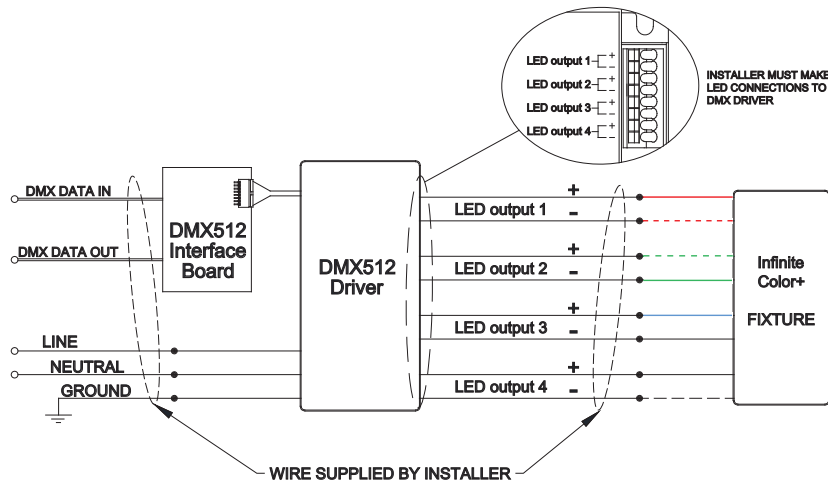 LED output 1 + -
LED output 2 + -
LED output 3 + -
LED output 4 + -
INSTALLER MUST MAKE
LED CONNECTIONS TO
DMX DRIVER
DMX DATA IN
DMX DATA OUT
DMX512
Interface
Board
LINE
NEUTRAL
GROUND
DMX512
Driver
+
LED output 1 -
+
LED output 2 -
+
LED output 3 -
+
LED output 4 -
Infinite
Color+
FIXTURE
WIRE SUPPLIED BY INSTALLER